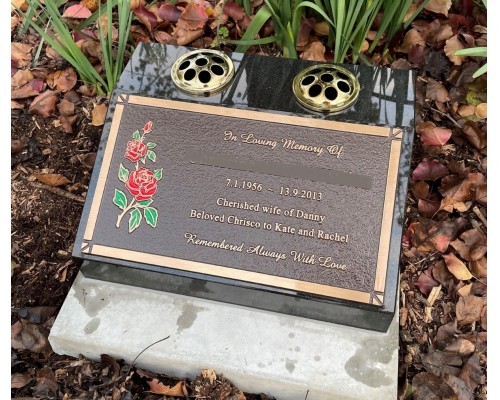 In Loving Memory Of
7.1.1956 – 13.9.2013
Cherished wife of Danny
Beloved Chrisco to Kate and Rachel
Remembered Always With Love